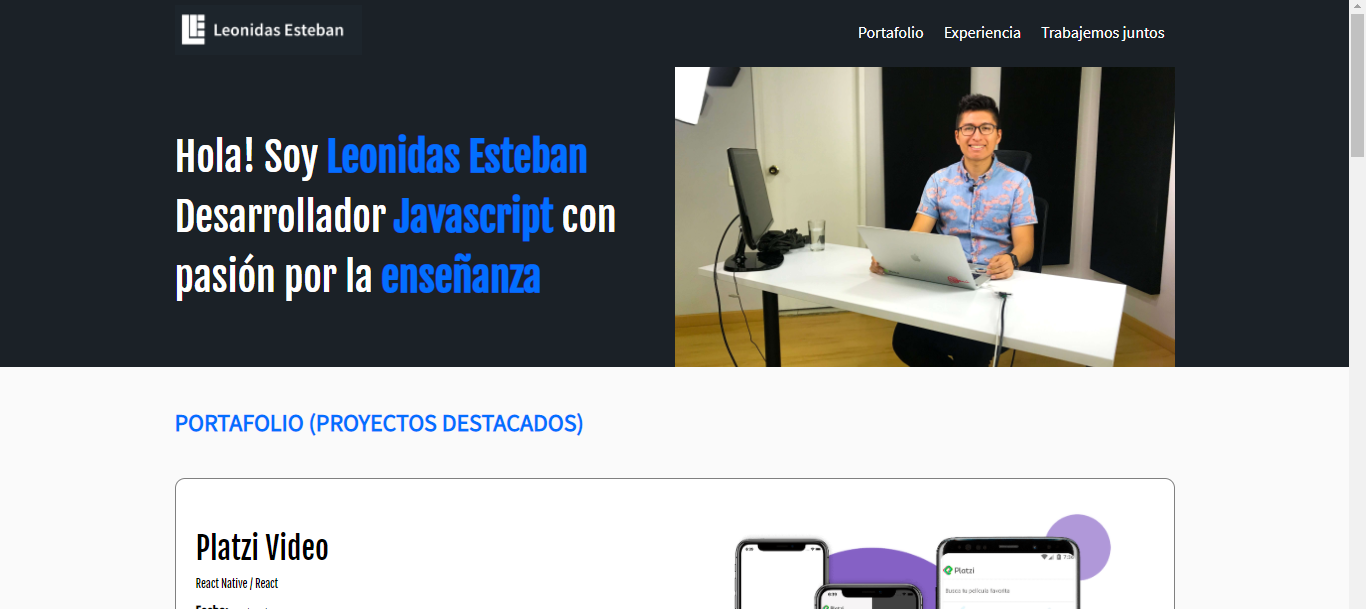 Leonidas Esteban
Portafolio Experiencia Trabajemos juntos
Hola! Soy Leonidas Esteban
Desarrollador Javascript con
pasión por la enseñanza
PORTAFOLIO (PROYECTOS DESTACADOS)
Platzi Video
React Native / React
Platzi
Busca tu película favorita